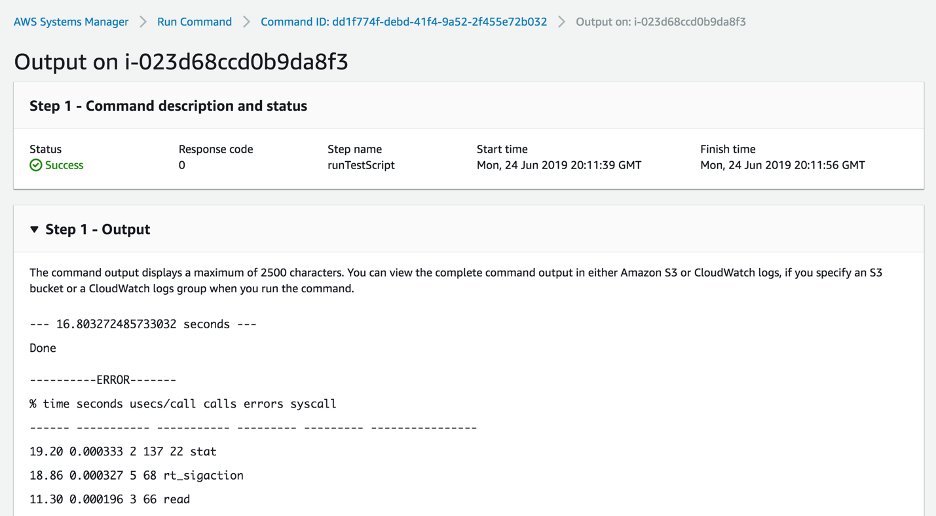 AWS Systems Manager > Run Command > Command ID: dd1f774f-debd-41f4-9a52-2f455e72b032 > Output on: i-023d68ccd0b9da8f3
Output on i-023d68ccd0b9da8f3
Step 1 - Command description and status
Status Response code Step name Start time Finish time
Success 0 runTestScript Mon, 24 Jun 2019 20:11:39 GMT Mon, 24 Jun 2019 20:11:56 GMT
Step 1 - Output
The command output displays a maximum of 2500 characters. You can view the complete command output in either Amazon S3 or CloudWatch logs, if you specify an S3
bucket or a CloudWatch logs group when you run the command.
--- 16.803272485733032 seconds ---
Done
----------ERROR-------
% time seconds usecs/call calls errors syscall
------ ----------- ----------- --------- --------- ----------------
19.20 0.000333 2 137 22 stat
18.86 0.000327 5 68 rt_sigaction
11.30 0.000196 3 66 read